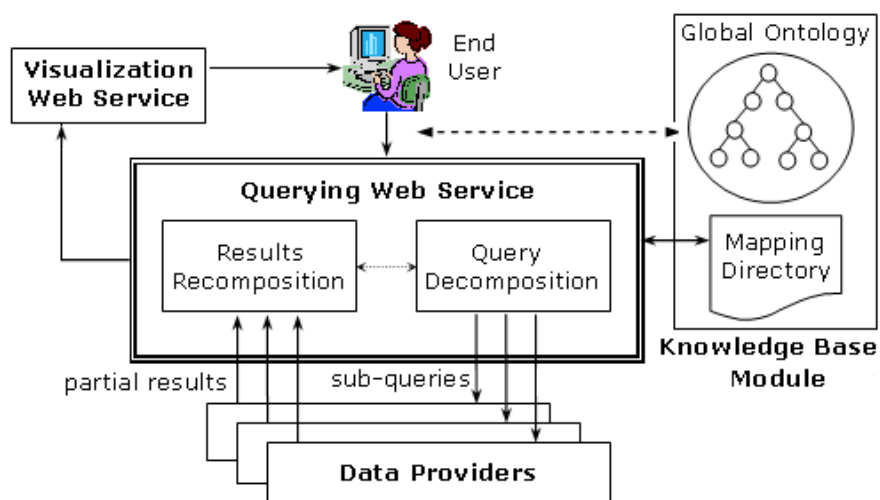 Global Ontology
End
User
Visualization
Web Service
Querying Web Service
Results
Recomposition
Query
Decomposition
Mapping
Directory
Knowledge Base
Module
partial results
sub-queries
Data Providers